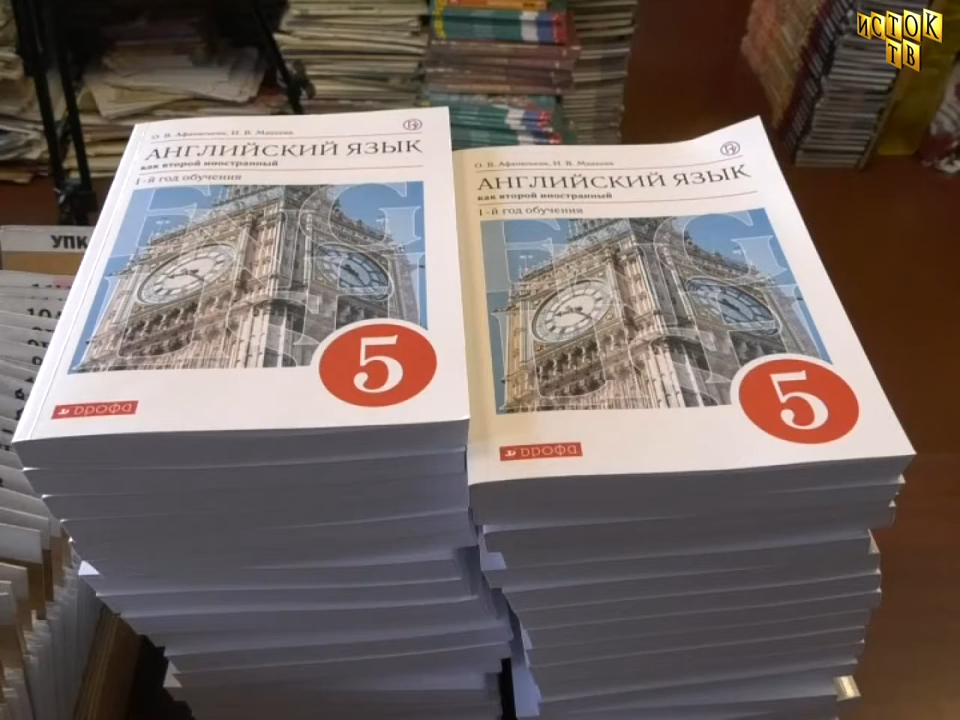 ИСТОК
ТВ
О. В. Афанасьева, И. В. Михеева
АНГЛИЙСКИЙ ЯЗЫК
как второй иностранный
1-й год обучения
5
дрофа
О. В. Афанасьева, И. В. Михеева
АНГЛИЙСКИЙ ЯЗЫК
как второй иностранный
1-й год обучения
5
дрофа
УПК